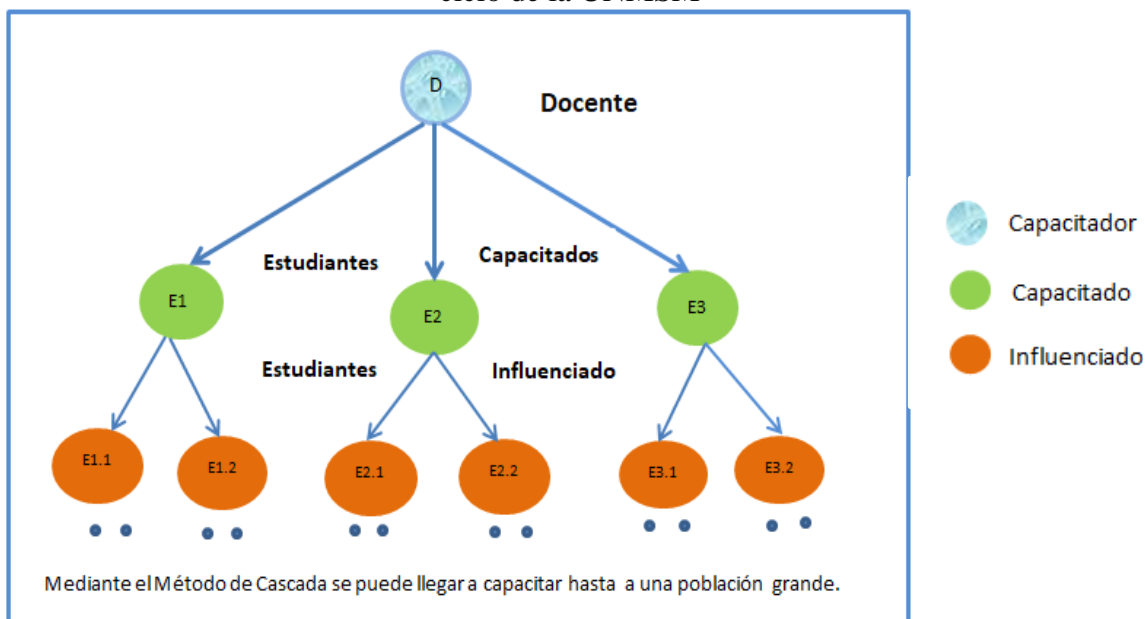 D
Docente
Capacitador
Estudiantes Capacitados
E1 E2 E3
Capacitado
Estudiantes Influenciado
Influenciado
E1.1 E1.2 E2.1 E2.2 E3.1 E3.2
Mediante el Método de Cascada se puede llegar a capacitar hasta a una población grande.